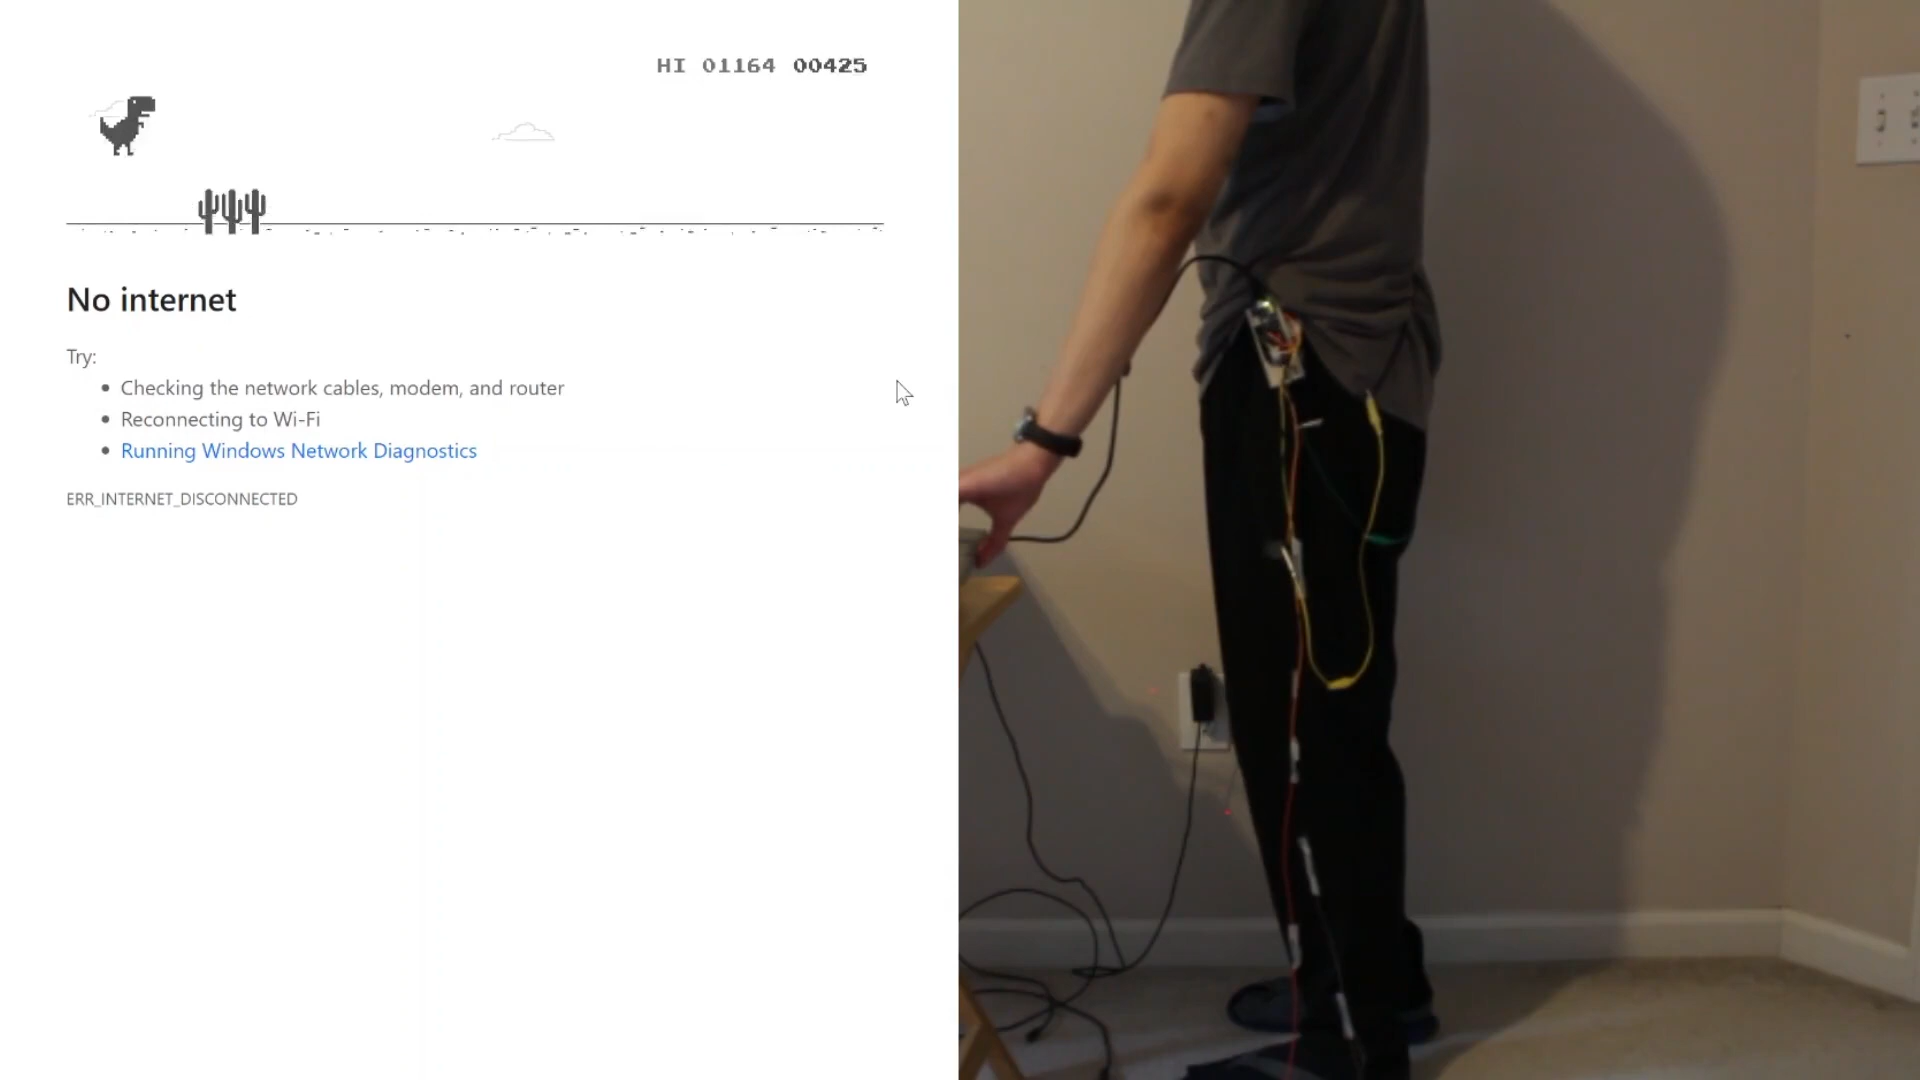 HI 01164 00425
No internet
Try:
Checking the network cables, modem, and router
Reconnecting to Wi-Fi
Running Windows Network Diagnostics
ERR_INTERNET_DISCONNECTED